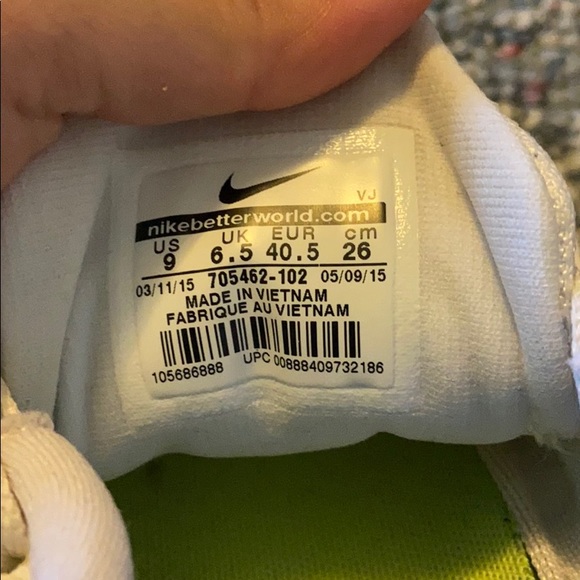 VJ
nikebetterworld.com
US UK EUR cm
9 6.5 40.5 26
03/11/15 705462-102 05/09/15
MADE IN VIETNAM
FABRIQUE AU VIETNAM
105686888 UPC 00888409732186